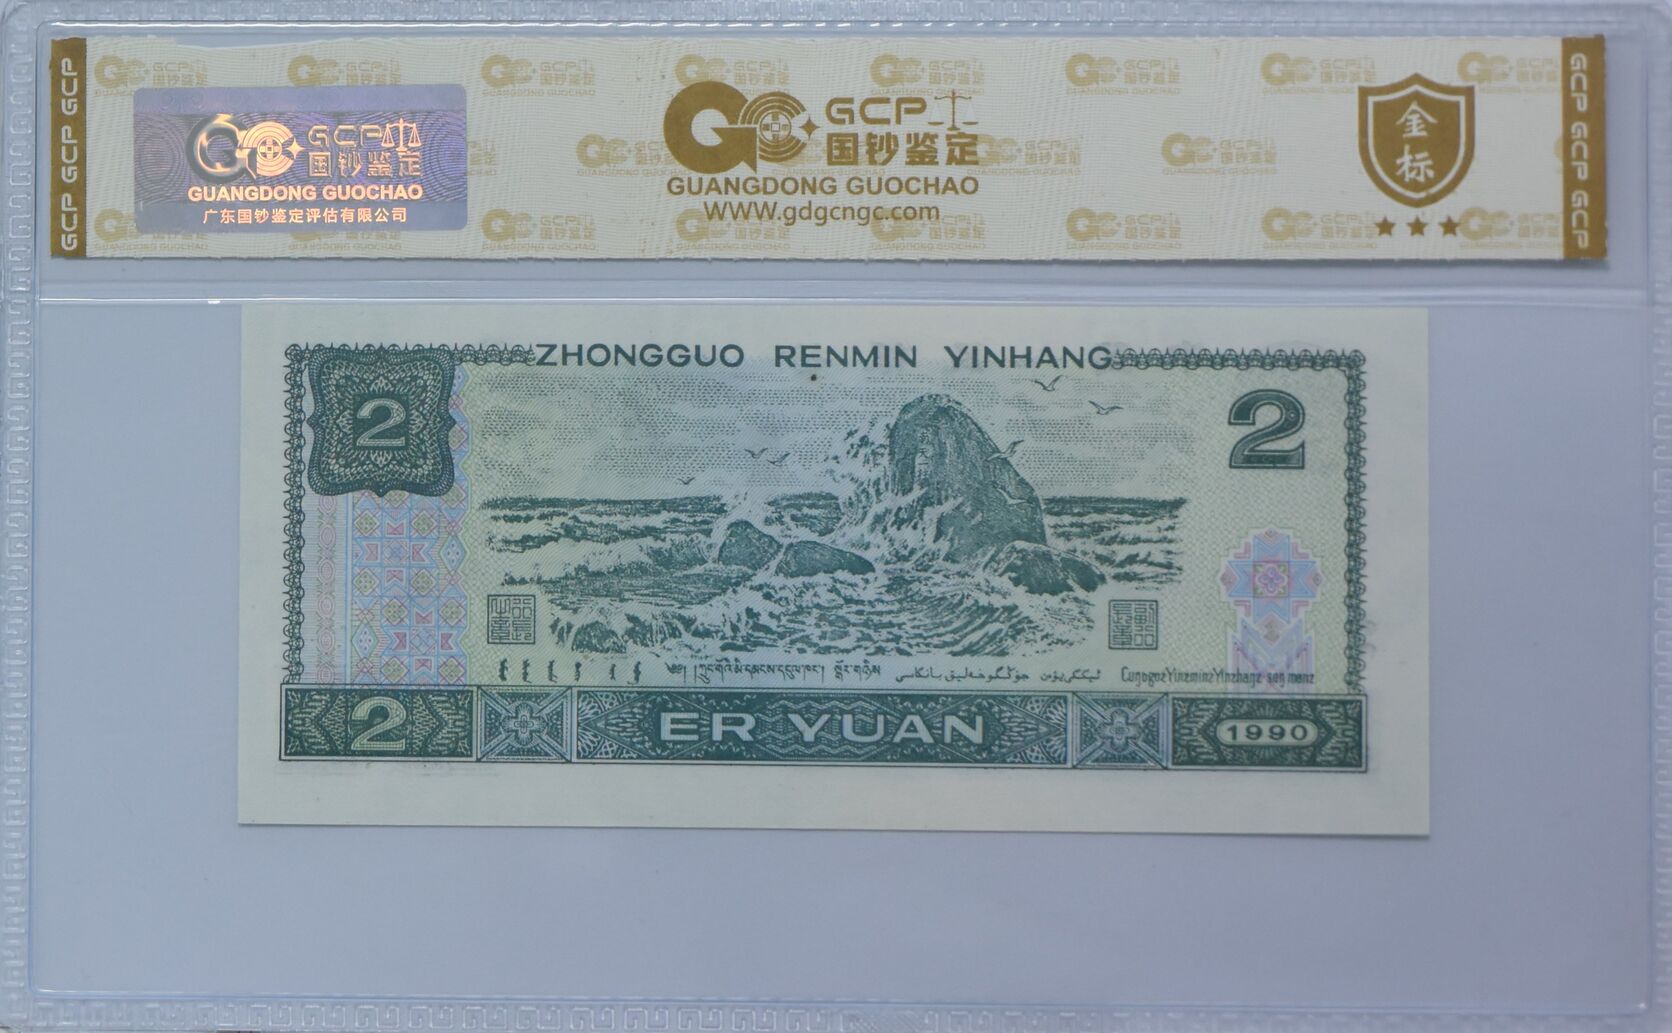 GCP GCP GCP
GCP
国钞鉴定
GUANGDONG GUOCHAO
广东国钞鉴定评估有限公司
GCP
国钞鉴定
GUANGDONG GUOCHAO
WWW.gdgcngc.com
金标
GCP GCP GCP
ZHONGGUO RENMIN YINHANG
2
2
2
ER YUAN
1990